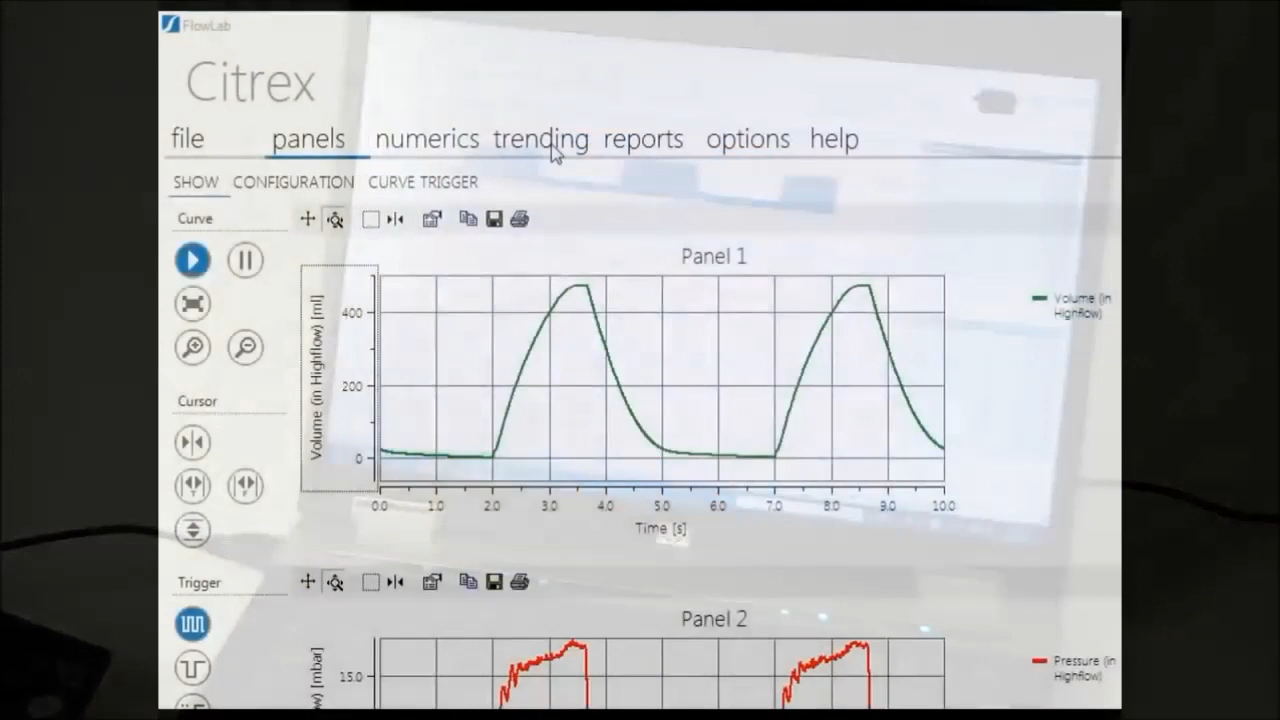 FlowLab
Citrex
file panels numerics trending reports options help
SHOW CONFIGURATION CURVE TRIGGER
Curve
Panel 1
Volume (in Highflow) [ml]
400
200
0
0.0 1.0 2.0 3.0 4.0 5.0 6.0 7.0 8.0 9.0 10.0
Time [s]
Volume (in
Highflow)
Cursor
Trigger
Panel 2
[mbar]
15.0
Pressure (in
Highflow)